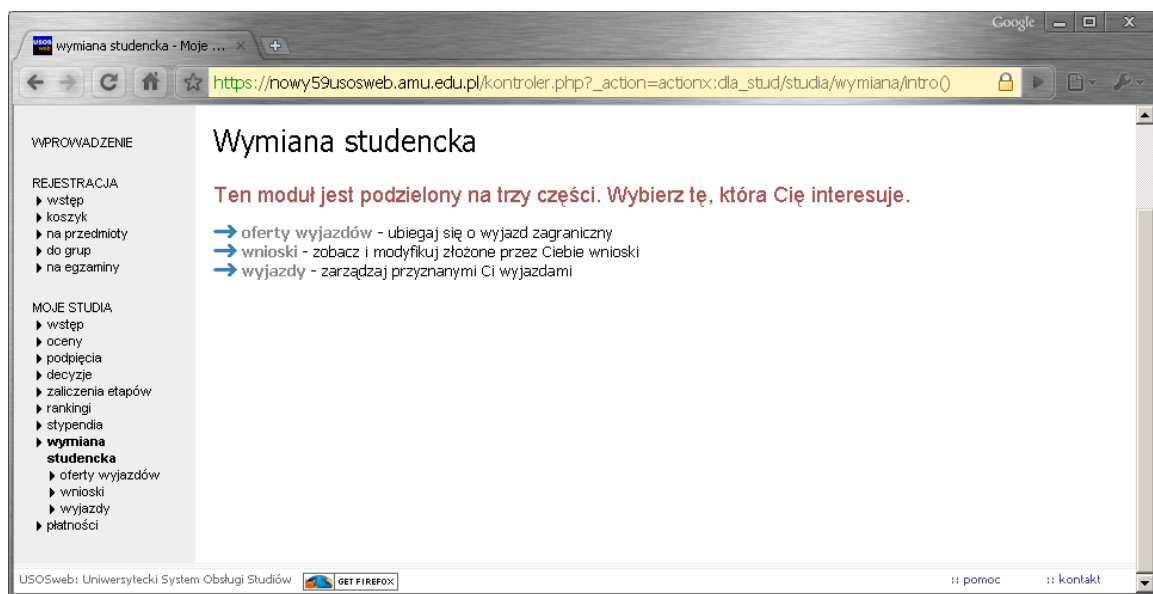 Google
USOS web wymiana studencka - Moje ...
https://nowy59usosweb.amu.edu.pl/kontroler.php?_action=actionx:dla_stud/studia/wymiana/intro()
WPROWADZENIE
REJESTRACJA
wstęp
koszyk
na przedmioty
do grup
na egzaminy
MOJE STUDIA
wstęp
oceny
podpięcia
decyzje
zaliczenia etapów
rankingi
stypendia
wymiana
studencka
oferty wyjazdów
wnioski
wyjazdy
płatności
Wymiana studencka
Ten moduł jest podzielony na trzy części. Wybierz tę, która Cię interesuje.
oferty wyjazdów - ubiegaj się o wyjazd zagraniczny
wnioski - zobacz i modyfikuj złożone przez Ciebie wnioski
wyjazdy - zarządzaj przyznanymi Ci wyjazdami
USOSweb: Uniwersytecki System Obsługi Studiów GET FIREFOX :: pomoc :: kontakt